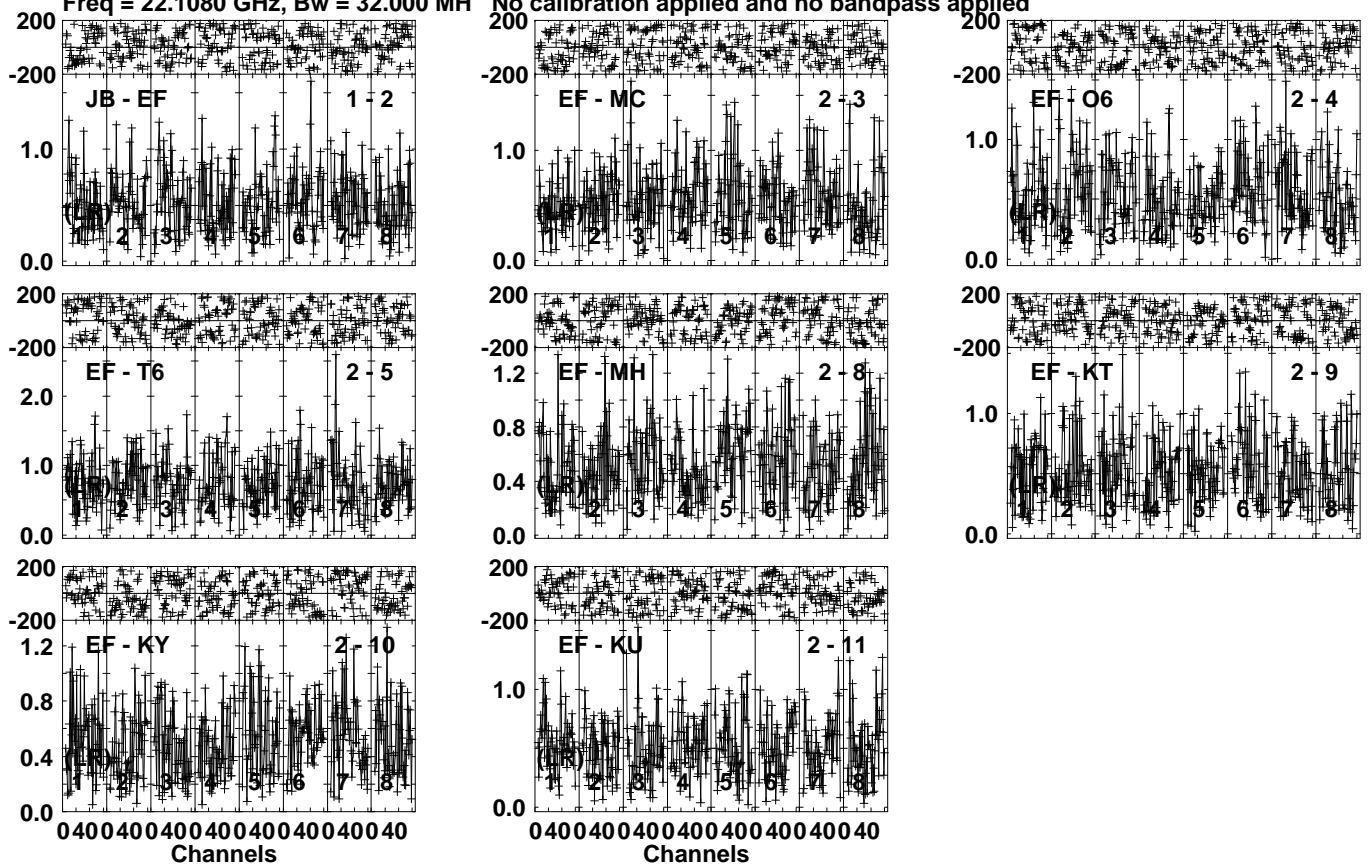 Freq = 22.1080 GHz, Bw = 32.000 MH No calibration applied and no bandpass applied
200
-200
JB - EF 1 - 2
1.0
(LR)
1 2 3 4 5 6 7 8
0.0
200
-200
EF - MC 2 - 3
1.0
(LR)
1 2 3 4 5 6 7 8
0.0
200
-200
EF - O6 2 - 4
1.0
(LR)
1 2 3 4 5 6 7 8
0.0
200
-200
EF - T6 2 - 5
2.0
1.0
(LR)
1 2 3 4 5 6 7 8
0.0
200
-200
EF - MH 2 - 8
1.2
0.8
0.4
(LR)
1 2 3 4 5 6 7 8
0.0
200
-200
EF - KT 2 - 9
1.0
(LR)
1 2 3 4 5 6 7 8
0.0
200
-200
EF - KY 2 - 10
1.2
0.8
0.4
(LR)
1 2 3 4 5 6 7 8
0.0
0 40 0 40 0 40 0 40 0 40 0 40 0 40 0 40
Channels
200
-200
EF - KU 2 - 11
1.0
(LR)
1 2 3 4 5 6 7 8
0.0
0 40 0 40 0 40 0 40 0 40 0 40 0 40 0 40
Channels